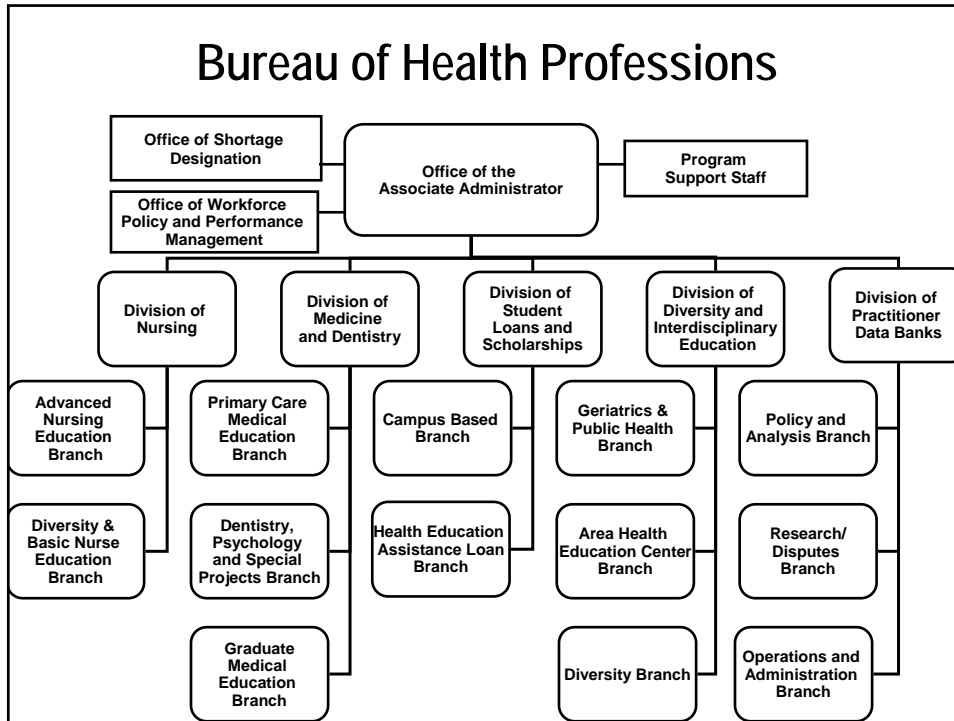 Bureau of Health Professions
Office of Shortage
Designation
Office of the
Associate Administrator
Program
Support Staff
Office of Workforce
Policy and Performance
Management
Division of
Nursing
Division of
Medicine
and Dentistry
Division of
Student
Loans and
Scholarships
Division of
Diversity and
Interdisciplinary
Education
Division of
Practitioner
Data Banks
Advanced
Nursing
Education
Branch
Primary Care
Medical
Education
Branch
Campus Based
Branch
Geriatrics &
Public Health
Branch
Policy and
Analysis Branch
Diversity &
Basic Nurse
Education
Branch
Dentistry,
Psychology
and Special
Projects Branch
Health Education
Assistance Loan
Branch
Area Health
Education Center
Branch
Research/
Disputes
Branch
Graduate
Medical
Education
Branch
Diversity Branch
Operations and
Administration
Branch